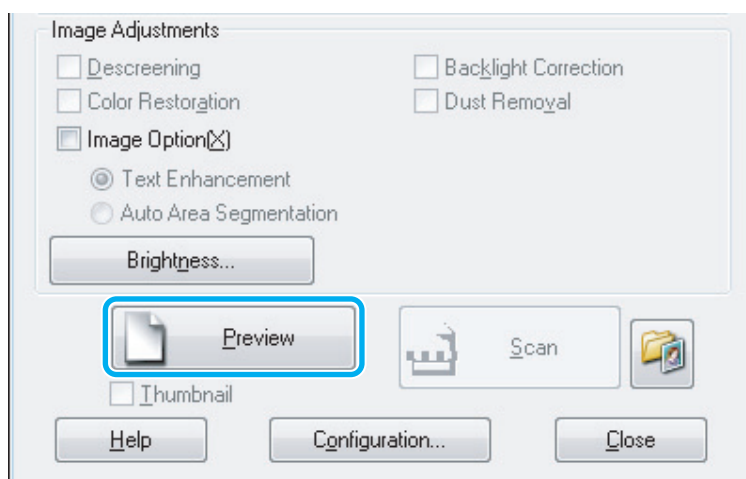 Image Adjustments
Descreening
Backlight Correction
Color Restoration
Dust Removal
Image Option(X)
Text Enhancement
Auto Area Segmentation
Brightness...
Preview
Scan
Thumbnail
Help
Configuration...
Close